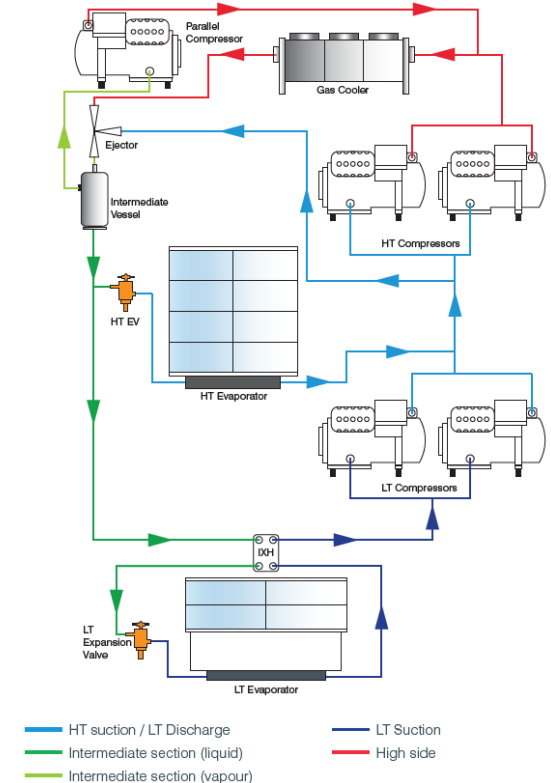 Parallel
Compressor
Gas Cooler
Ejector
Intermediate
Vessel
HT Compressors
HT EV
HT Evaporator
LT Compressors
IXH
LT
Expansion
Valve
LT Evaporator
HT suction / LT Discharge
LT Suction
Intermediate section (liquid)
High side
Intermediate section (vapour)